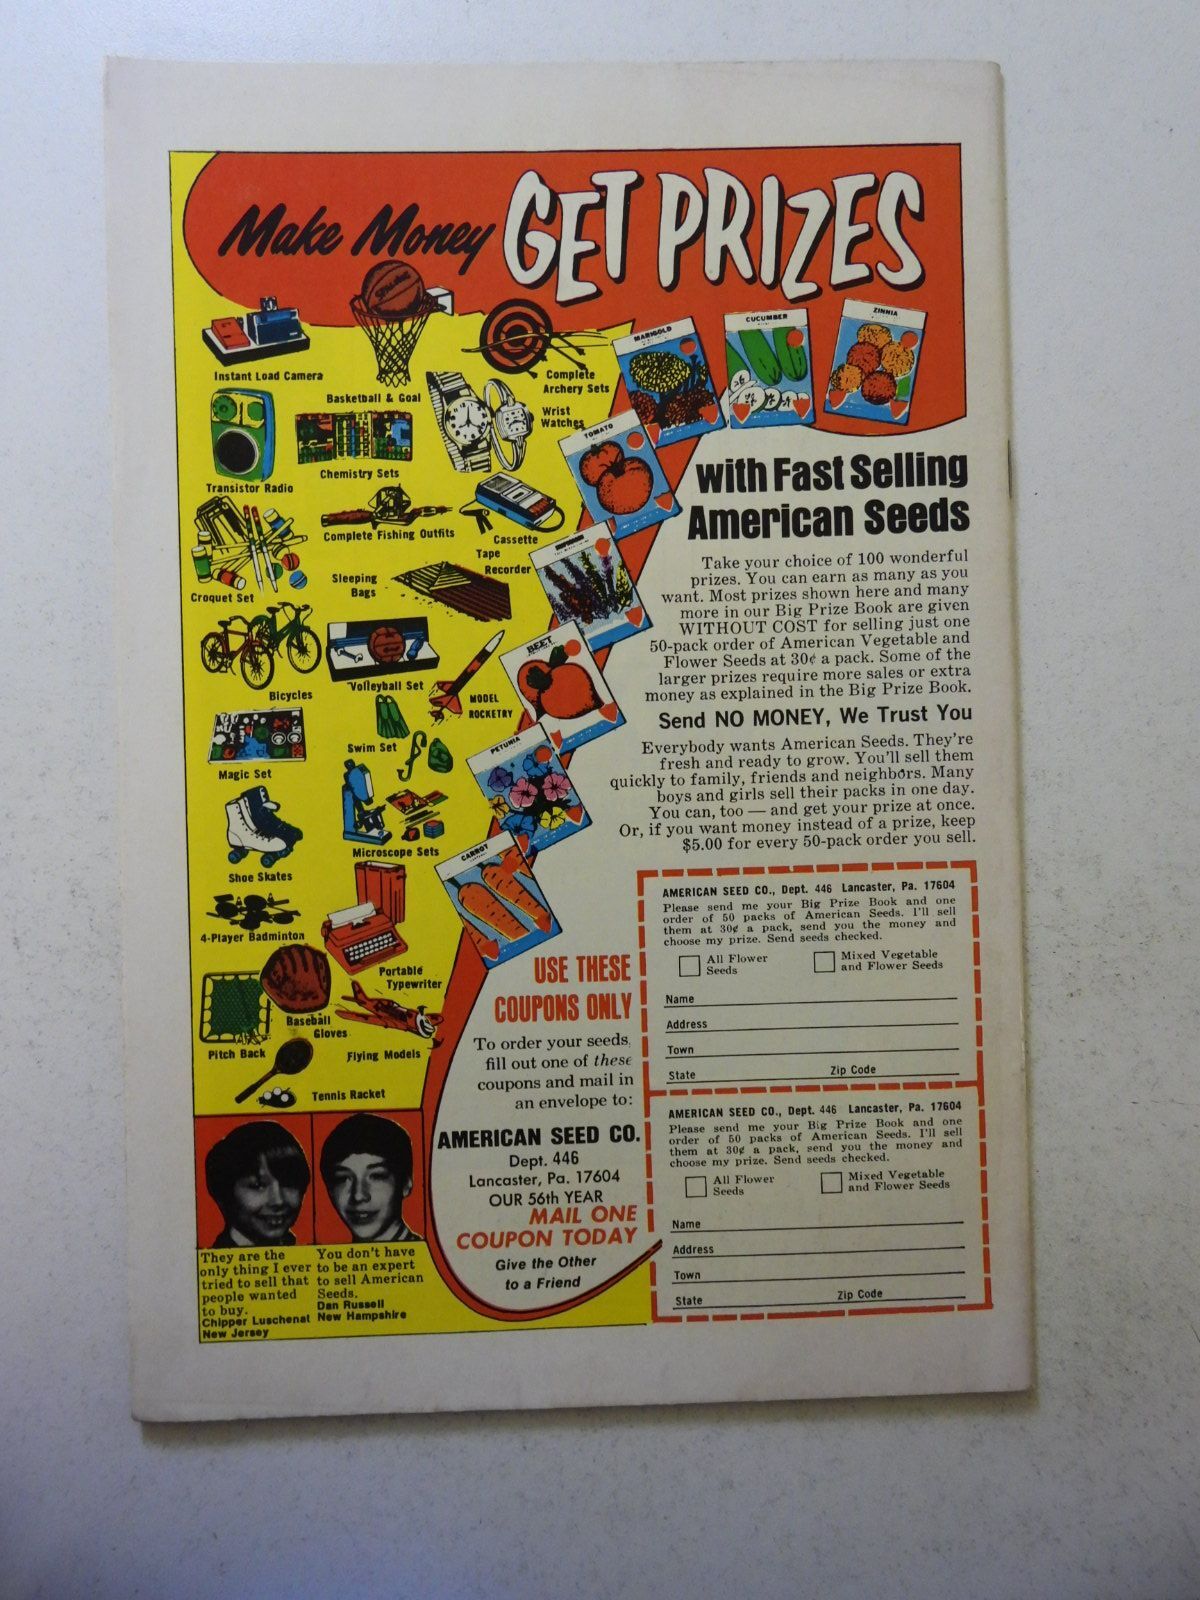 Make Money GET PRIZES
Instant Load Camera
Basketball & Goal
Complete
Archery Sets
MARIGOLD
CUCUMBER
ZINNIA
Wrist
Watches
TOMATO
Transistor Radio
Chemistry Sets
Complete Fishing Outfits
Cassette
Tape
Recorder
Croquet Set
Sleeping
Bags
BEET
Bicycles
Volleyball Set
MODEL
ROCKETRY
Magic Set
Swim Set
PETUNIA
Shoe Skates
Microscope Sets
CARROT
4-Player Badminton
Portable
Typewriter
Pitch Back
Baseball
Gloves
Flying Models
Tennis Racket
with Fast Selling
American Seeds
Take your choice of 100 wonderful
prizes. You can earn as many as you
want. Most prizes shown here and many
more in our Big Prize Book are given
WITHOUT COST for selling just one
50-pack order of American Vegetable and
Flower Seeds at 30¢ a pack. Some of the
larger prizes require more sales or extra
money as explained in the Big Prize Book.
Send NO MONEY, We Trust You
Everybody wants American Seeds. They're
fresh and ready to grow. You'll sell them
quickly to family, friends and neighbors. Many
boys and girls sell their packs in one day.
You can, too — and get your prize at once.
Or, if you want money instead of a prize, keep
$5.00 for every 50-pack order you sell.
USE THESE
COUPONS ONLY
To order your seeds,
fill out one of these
coupons and mail in
an envelope to:
AMERICAN SEED CO.
Dept. 446
Lancaster, Pa. 17604
OUR 56th YEAR
MAIL ONE
COUPON TODAY
Give the Other
to a Friend
AMERICAN SEED CO., Dept. 446 Lancaster, Pa. 17604
Please send me your Big Prize Book and one
order of 50 packs of American Seeds. I'll sell
them at 30¢ a pack, send you the money and
choose my prize. Send seeds checked.
All Flower
Seeds
Mixed Vegetable
and Flower Seeds
Name
Address
Town
State Zip Code
AMERICAN SEED CO., Dept. 446 Lancaster, Pa. 17604
Please send me your Big Prize Book and one
order of 50 packs of American Seeds. I'll sell
them at 30¢ a pack, send you the money and
choose my prize. Send seeds checked.
All Flower
Seeds
Mixed Vegetable
and Flower Seeds
Name
Address
Town
State Zip Code
They are the
only thing I ever
tried to sell that
people wanted
to buy.
Chipper Luschenat
New Jersey
You don't have
to be an expert
to sell American
Seeds.
Dan Russell
New Hampshire